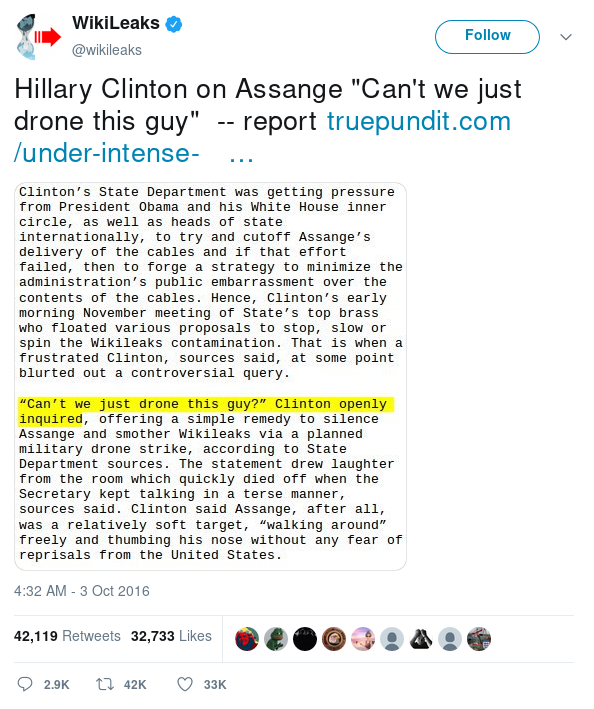 WikiLeaks
@wikileaks
Follow
Hillary Clinton on Assange "Can't we just
drone this guy" -- report truepundit.com
/under-intense- …
Clinton’s State Department was getting pressure
from President Obama and his White House inner
circle, as well as heads of state
internationally, to try and cutoff Assange’s
delivery of the cables and if that effort
failed, then to forge a strategy to minimize the
administration’s public embarrassment over the
contents of the cables. Hence, Clinton’s early
morning November meeting of State’s top brass
who floated various proposals to stop, slow or
spin the Wikileaks contamination. That is when a
frustrated Clinton, sources said, at some point
blurted out a controversial query.
“Can’t we just drone this guy?” Clinton openly
inquired, offering a simple remedy to silence
Assange and smother Wikileaks via a planned
military drone strike, according to State
Department sources. The statement drew laughter
from the room which quickly died off when the
Secretary kept talking in a terse manner,
sources said. Clinton said Assange, after all,
was a relatively soft target, “walking around”
freely and thumbing his nose without any fear of
reprisals from the United States.
4:32 AM - 3 Oct 2016
42,119 Retweets 32,733 Likes
2.9K 42K 33K